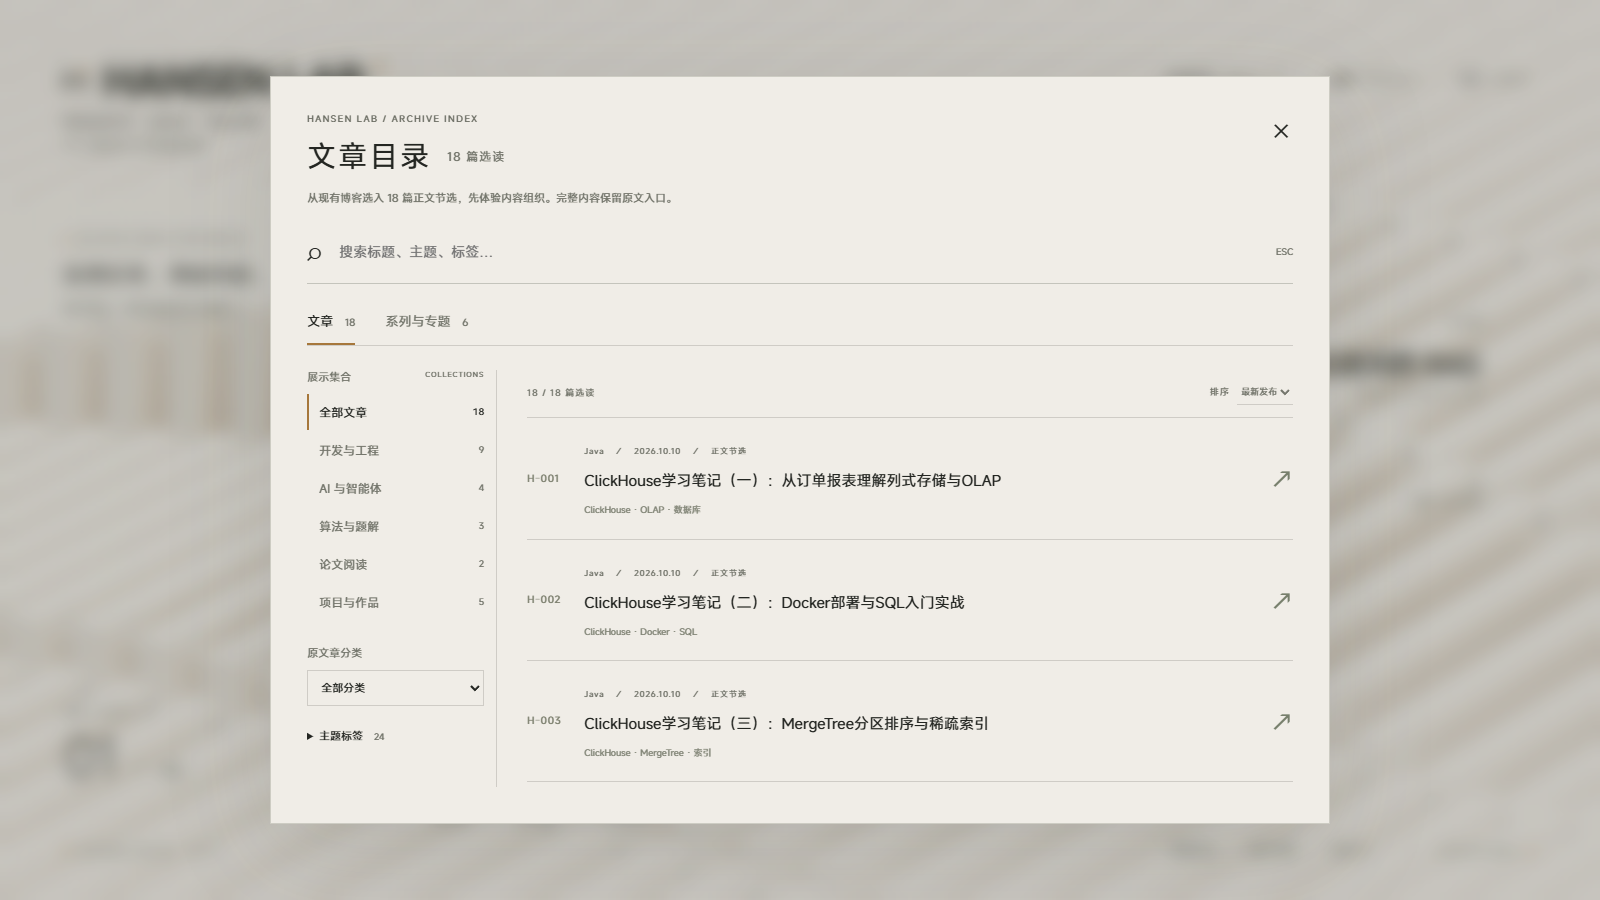 HANSEN LAB / ARCHIVE INDEX
文章目录 18 篇选读
从现有博客选入 18 篇正文节选，先体验内容组织。完整内容保留原文入口。
搜索标题、主题、标签... ESC
文章 18 系列与专题 6
展示集合 COLLECTIONS
全部文章 18
开发与工程 9
AI 与智能体 4
算法与题解 3
论文阅读 2
项目与作品 5
原文章分类
全部分类
主题标签 24
18 / 18 篇选读 排序 最新发布
Java / 2026.10.10 / 正文节选
H-001 ClickHouse学习笔记（一）：从订单报表理解列式存储与OLAP
ClickHouse · OLAP · 数据库
Java / 2026.10.10 / 正文节选
H-002 ClickHouse学习笔记（二）：Docker部署与SQL入门实战
ClickHouse · Docker · SQL
Java / 2026.10.10 / 正文节选
H-003 ClickHouse学习笔记（三）：MergeTree分区排序与稀疏索引
ClickHouse · MergeTree · 索引